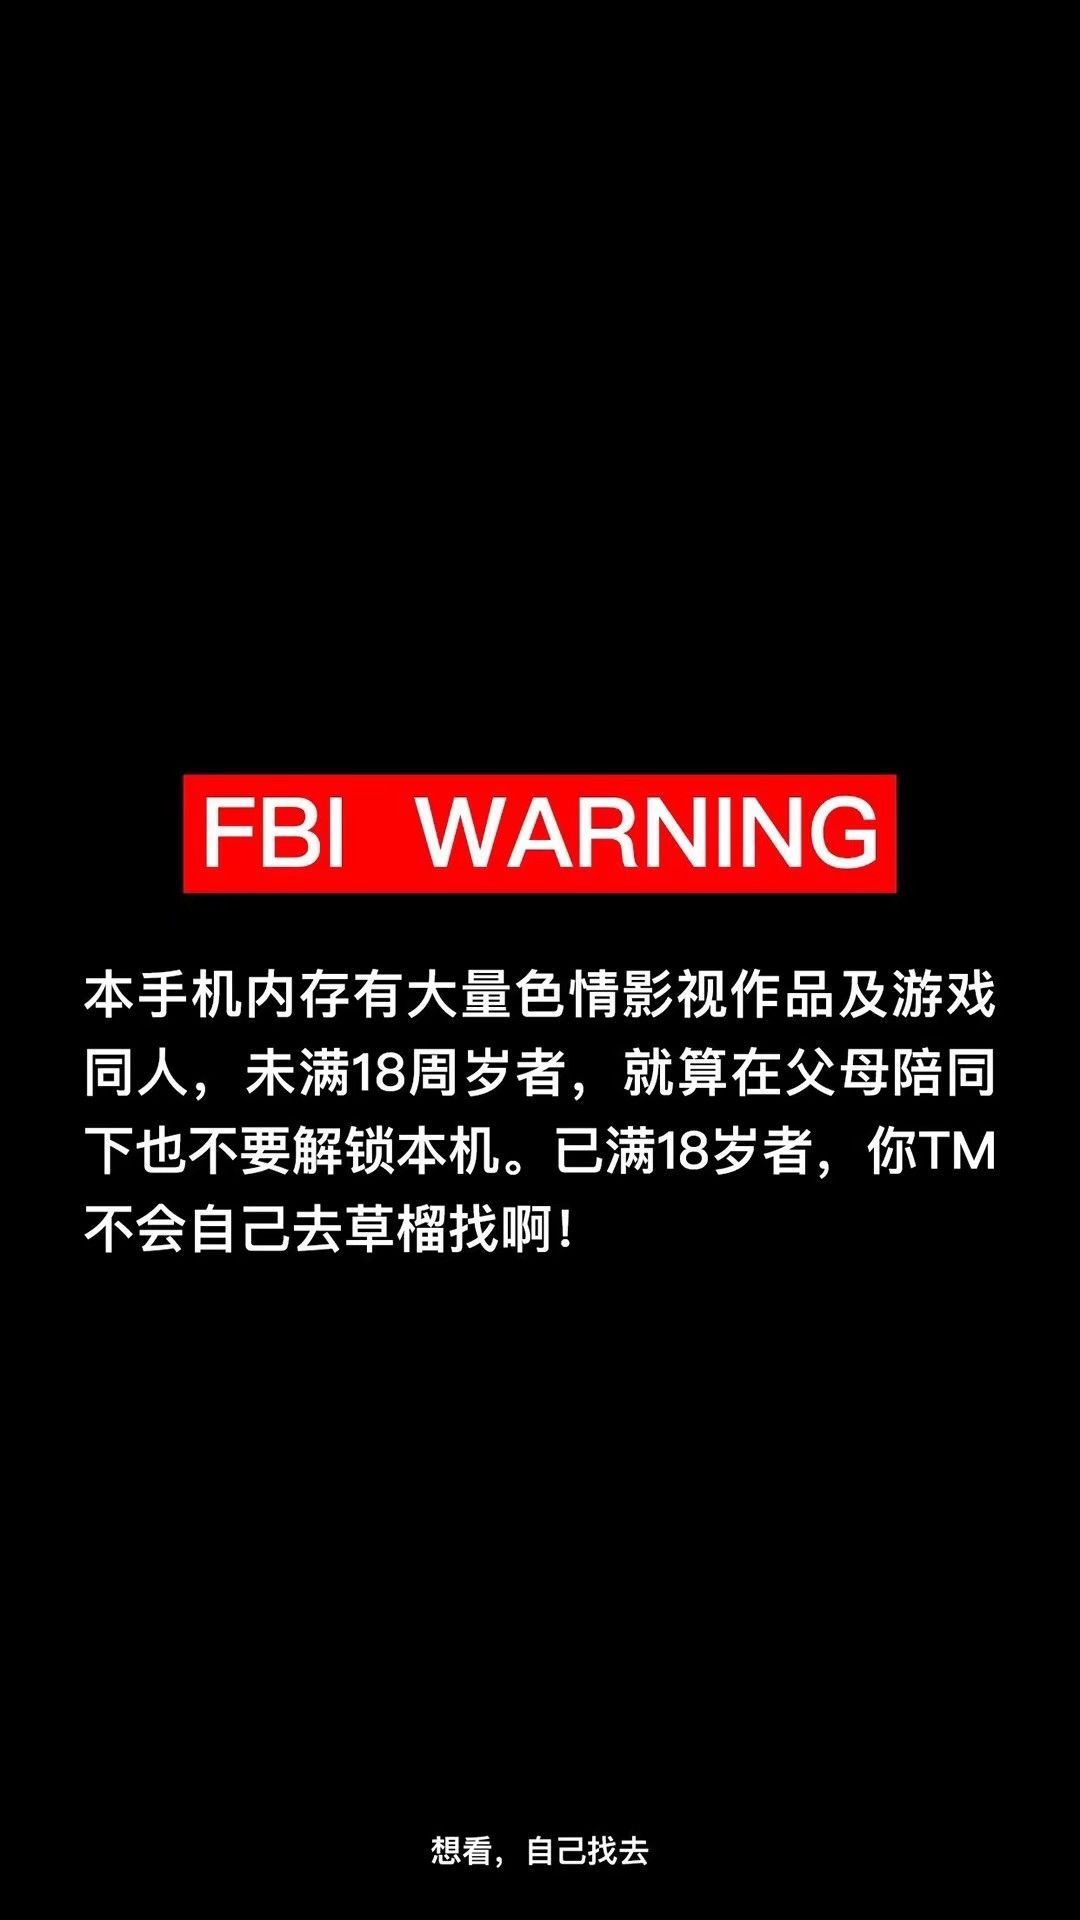 FBI WARNING
本手机内存有大量色情影视作品及游戏
同人，未满18周岁者，就算在父母陪同
下也不要解锁本机。已满18岁者，你TM
不会自己去草榴找啊！
想看，自己找去